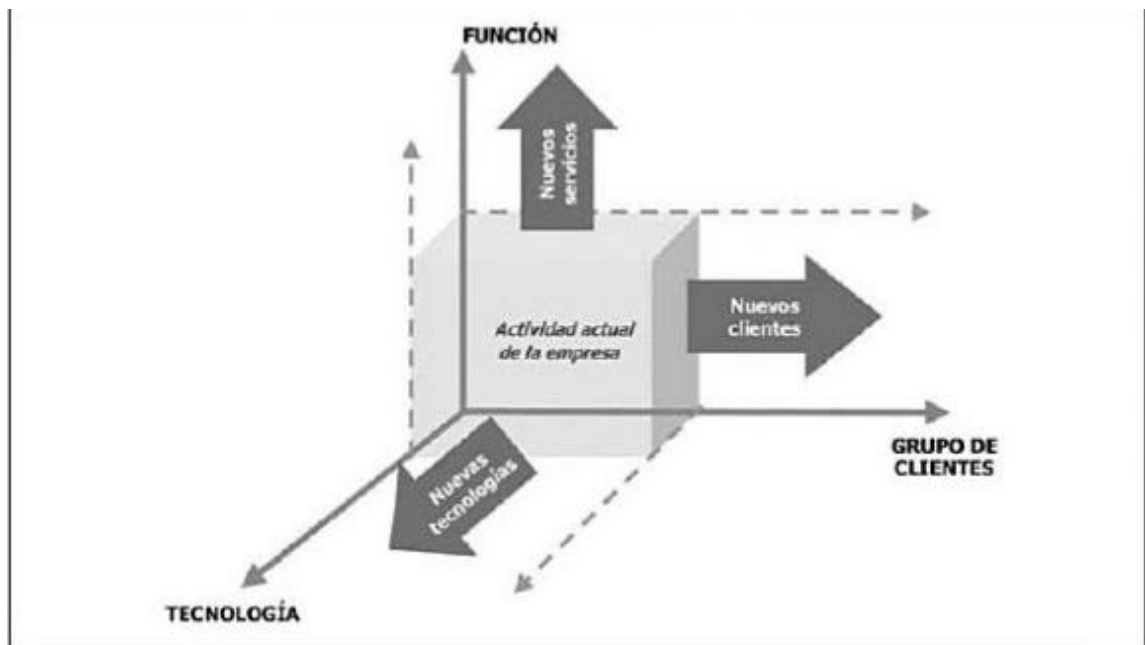 FUNCIÓN
Nuevos
servicios
Nuevos
clientes
Actividad actual
de la empresa
GRUPO DE
CLIENTES
Nuevas
tecnologías
TECNOLOGÍA